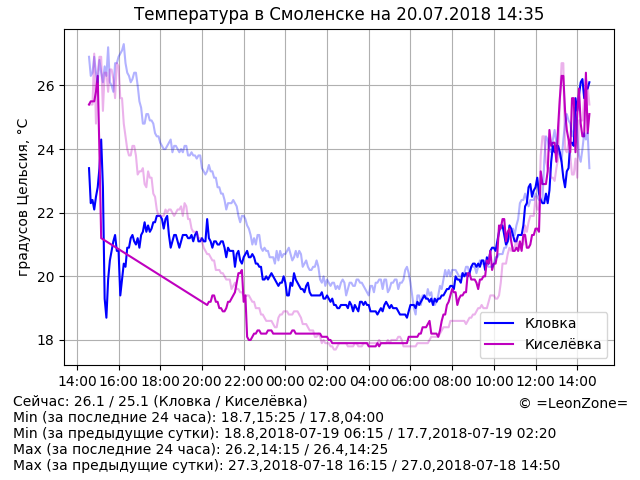 Температура в Смоленске на 20.07.2018 14:35
градусов Цельсия, °C
26
24
22
20
18
14:00 16:00 18:00 20:00 22:00 00:00 02:00 04:00 06:00 08:00 10:00 12:00 14:00
Кловка
Киселёвка
Сейчас: 26.1 / 25.1 (Кловка / Киселёвка)
© =LeonZone=
Min (за последние 24 часа): 18.7,15:25 / 17.8,04:00
Min (за предыдущие сутки): 18.8,2018-07-19 06:15 / 17.7,2018-07-19 02:20
Max (за последние 24 часа): 26.2,14:15 / 26.4,14:25
Max (за предыдущие сутки): 27.3,2018-07-18 16:15 / 27.0,2018-07-18 14:50